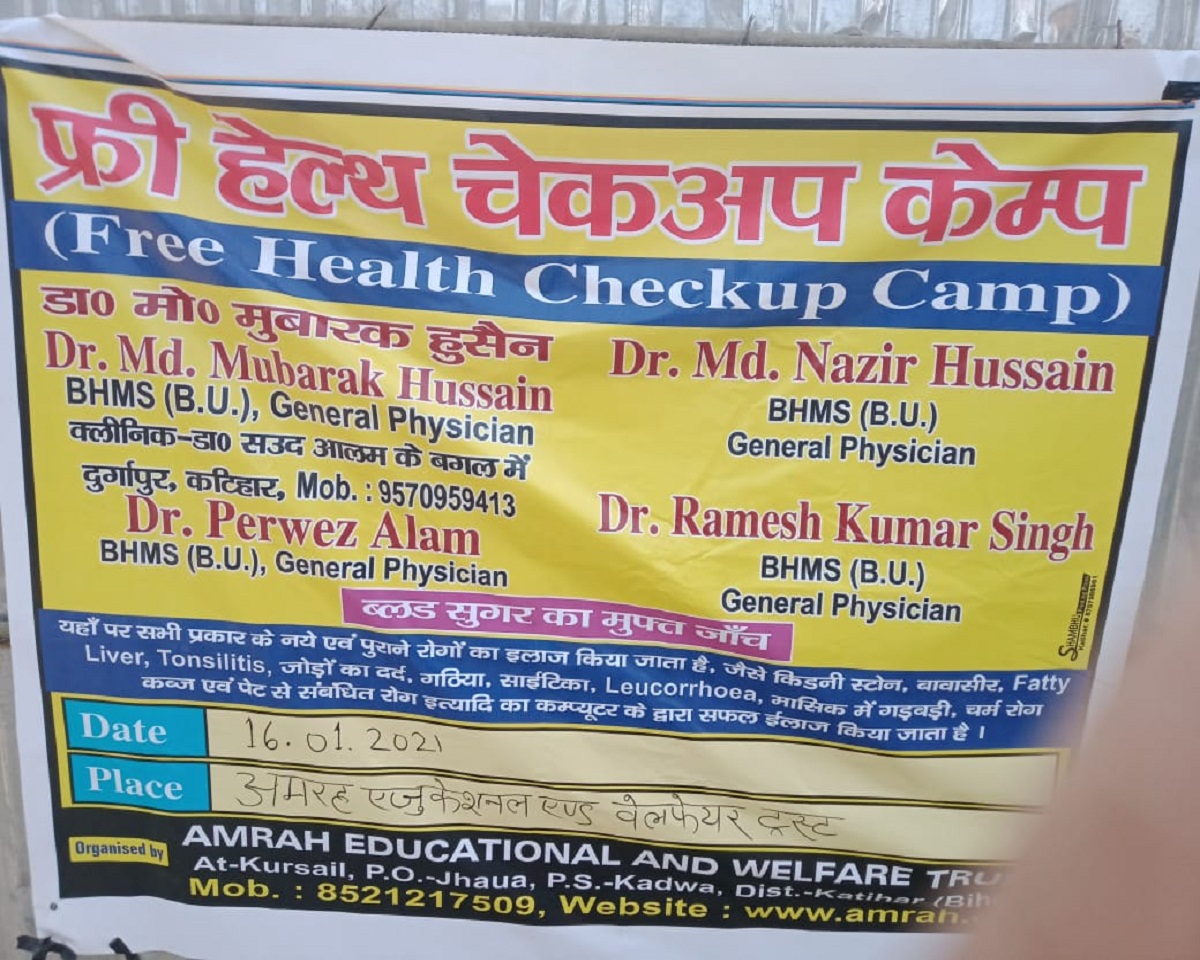 फ्री हेल्थ चेकअप केम्प
(Free Health Checkup Camp)
डा० मो० मुबारक हुसैन
Dr. Md. Mubarak Hussain
BHMS (B.U.), General Physician
क्लीनिक-डा० सउद आलम के बगल में
दुर्गापुर, कटिहार, Mob. : 9570959413
Dr. Perwez Alam
BHMS (B.U.), General Physician
Dr. Md. Nazir Hussain
BHMS (B.U.)
General Physician
Dr. Ramesh Kumar Singh
BHMS (B.U.)
General Physician
ब्लड सुगर का मुफ्त जाँच
यहाँ पर सभी प्रकार के नये एवं पुराने रोगों का इलाज किया जाता है, जैसे किडनी स्टोन, बावासीर, Fatty
Liver, Tonsilitis, जोड़ों का दर्द, गठिया, साईटिका, Leucorrhoea, मासिक में गड़बड़ी, चर्म रोग
कब्ज एवं पेट से संबंधित रोग इत्यादि का कम्प्यूटर के द्वारा सफल ईलाज किया जाता है ।
Date 16.01.2021
Place अमरह एजुकेशनल एण्ड वेलफेयर ट्रस्ट
Organised by
AMRAH EDUCATIONAL AND WELFARE
At-Kursail, P.O.-Jhaua, P.S.-Kadwa, Dist.-Katihar
Mob. : 8521217509, Website : www.amrah.